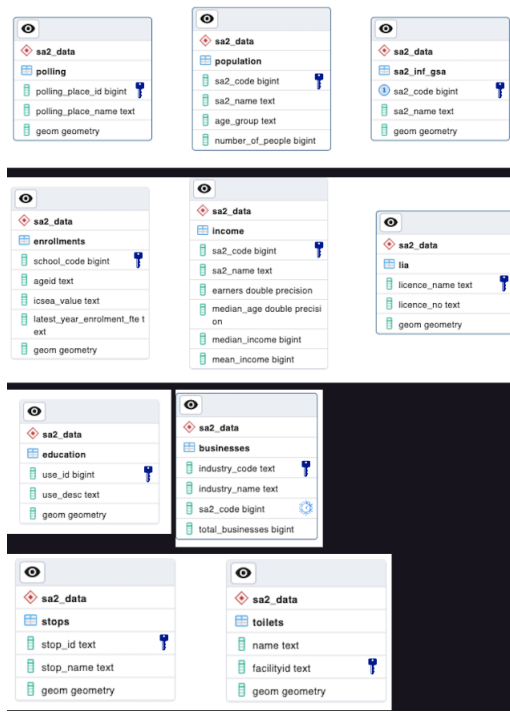 sa2_data
polling
polling_place_id bigint
polling_place_name text
geom geometry
sa2_data
population
sa2_code bigint
sa2_name text
age_group text
number_of_people bigint
sa2_data
sa2_inf_gsa
1 sa2_code bigint
sa2_name text
geom geometry
sa2_data
enrollments
school_code bigint
ageid text
icsea_value text
latest_year_enrolment_fte t
ext
geom geometry
sa2_data
income
sa2_code bigint
sa2_name text
earners double precision
median_age double precisi
on
median_income bigint
mean_income bigint
sa2_data
lia
licence_name text
licence_no text
geom geometry
sa2_data
education
use_id bigint
use_desc text
geom geometry
sa2_data
businesses
industry_code text
industry_name text
sa2_code bigint
total_businesses bigint
sa2_data
stops
stop_id text
stop_name text
geom geometry
sa2_data
toilets
name text
facilityid text
geom geometry